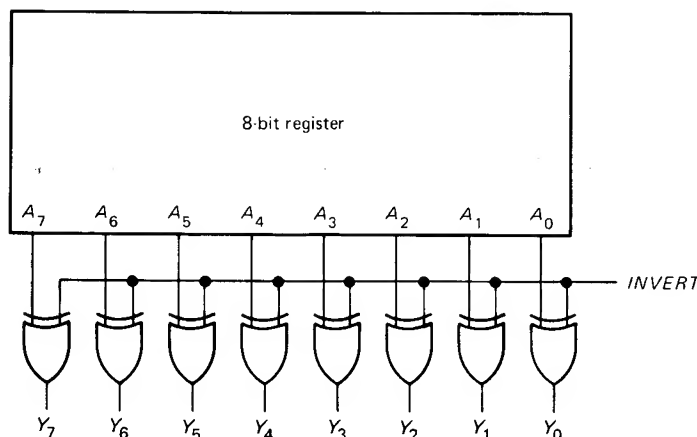 8-bit register
A₇ A₆ A₅ A₄ A₃ A₂ A₁ A₀
INVERT
Y₇ Y₆ Y₅ Y₄ Y₃ Y₂ Y₁ Y₀